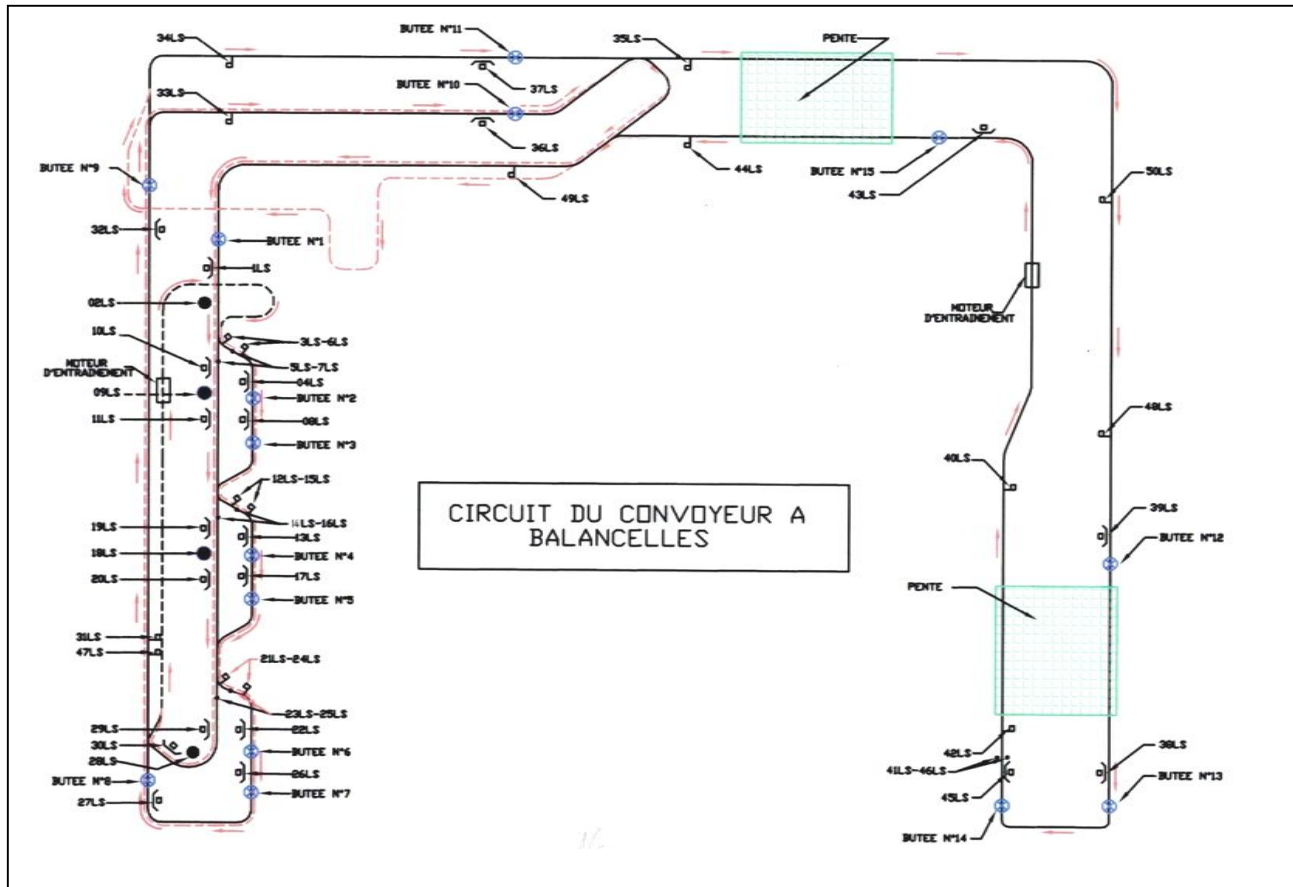 BUTEE N°11
34LS
35LS
PENTE
37LS
BUTEE N°10
33LS
36LS
BUTEE N°9
44LS
BUTEE N°15
43LS
50LS
49LS
32LS
BUTEE N°1
1LS
02LS
MOTEUR
D'ENTRAINEMENT
10LS
3LS-6LS
5LS-7LS
MOTEUR
D'ENTRAINEMENT
04LS
09LS
BUTEE N°2
11LS
08LS
48LS
BUTEE N°3
40LS
12LS-15LS
CIRCUIT DU CONVOYEUR A
BALANCELLES
19LS
14LS-16LS
13LS
39LS
18LS
BUTEE N°4
BUTEE N°12
20LS
17LS
PENTE
BUTEE N°5
31LS
47LS
21LS-24LS
23LS-25LS
29LS
22LS
30LS
28LS
BUTEE N°6
42LS
41LS-46LS
38LS
BUTEE N°8
26LS
BUTEE N°13
27LS
BUTEE N°7
45LS
BUTEE N°14